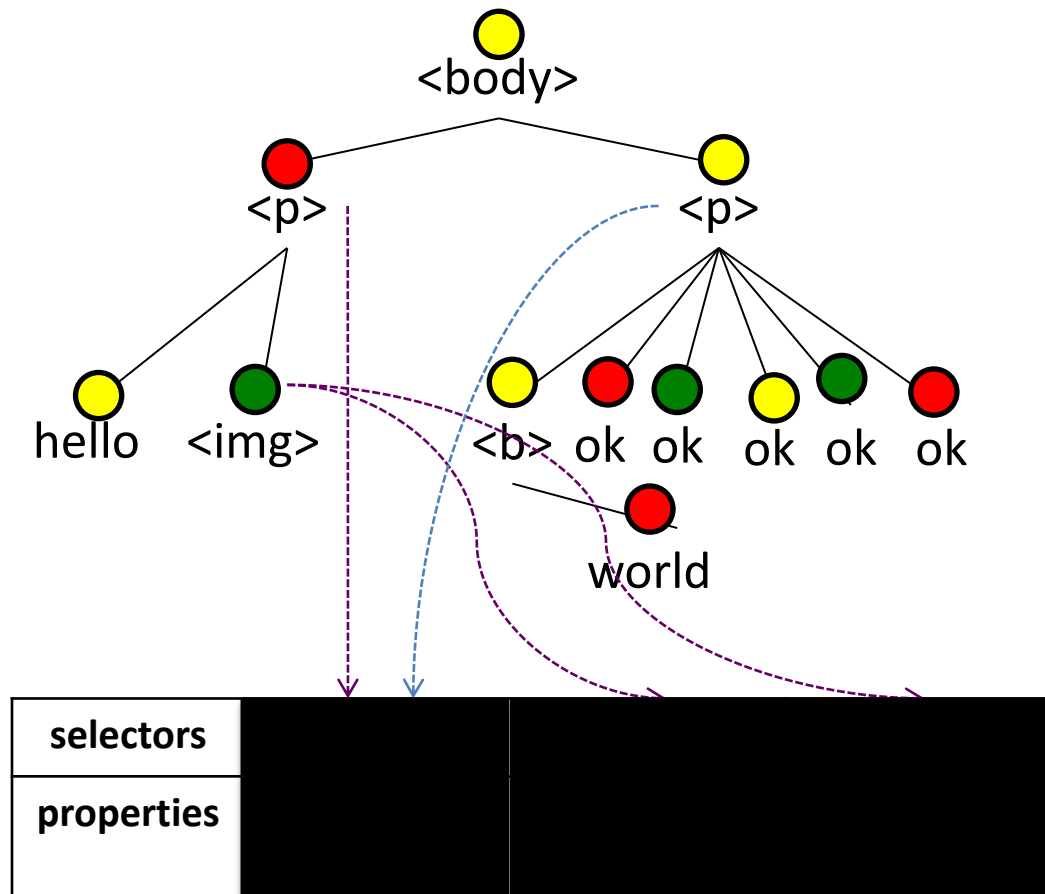 <body>
<p> <p>
hello <img> <b> ok ok ok ok ok
world
selectors
properties